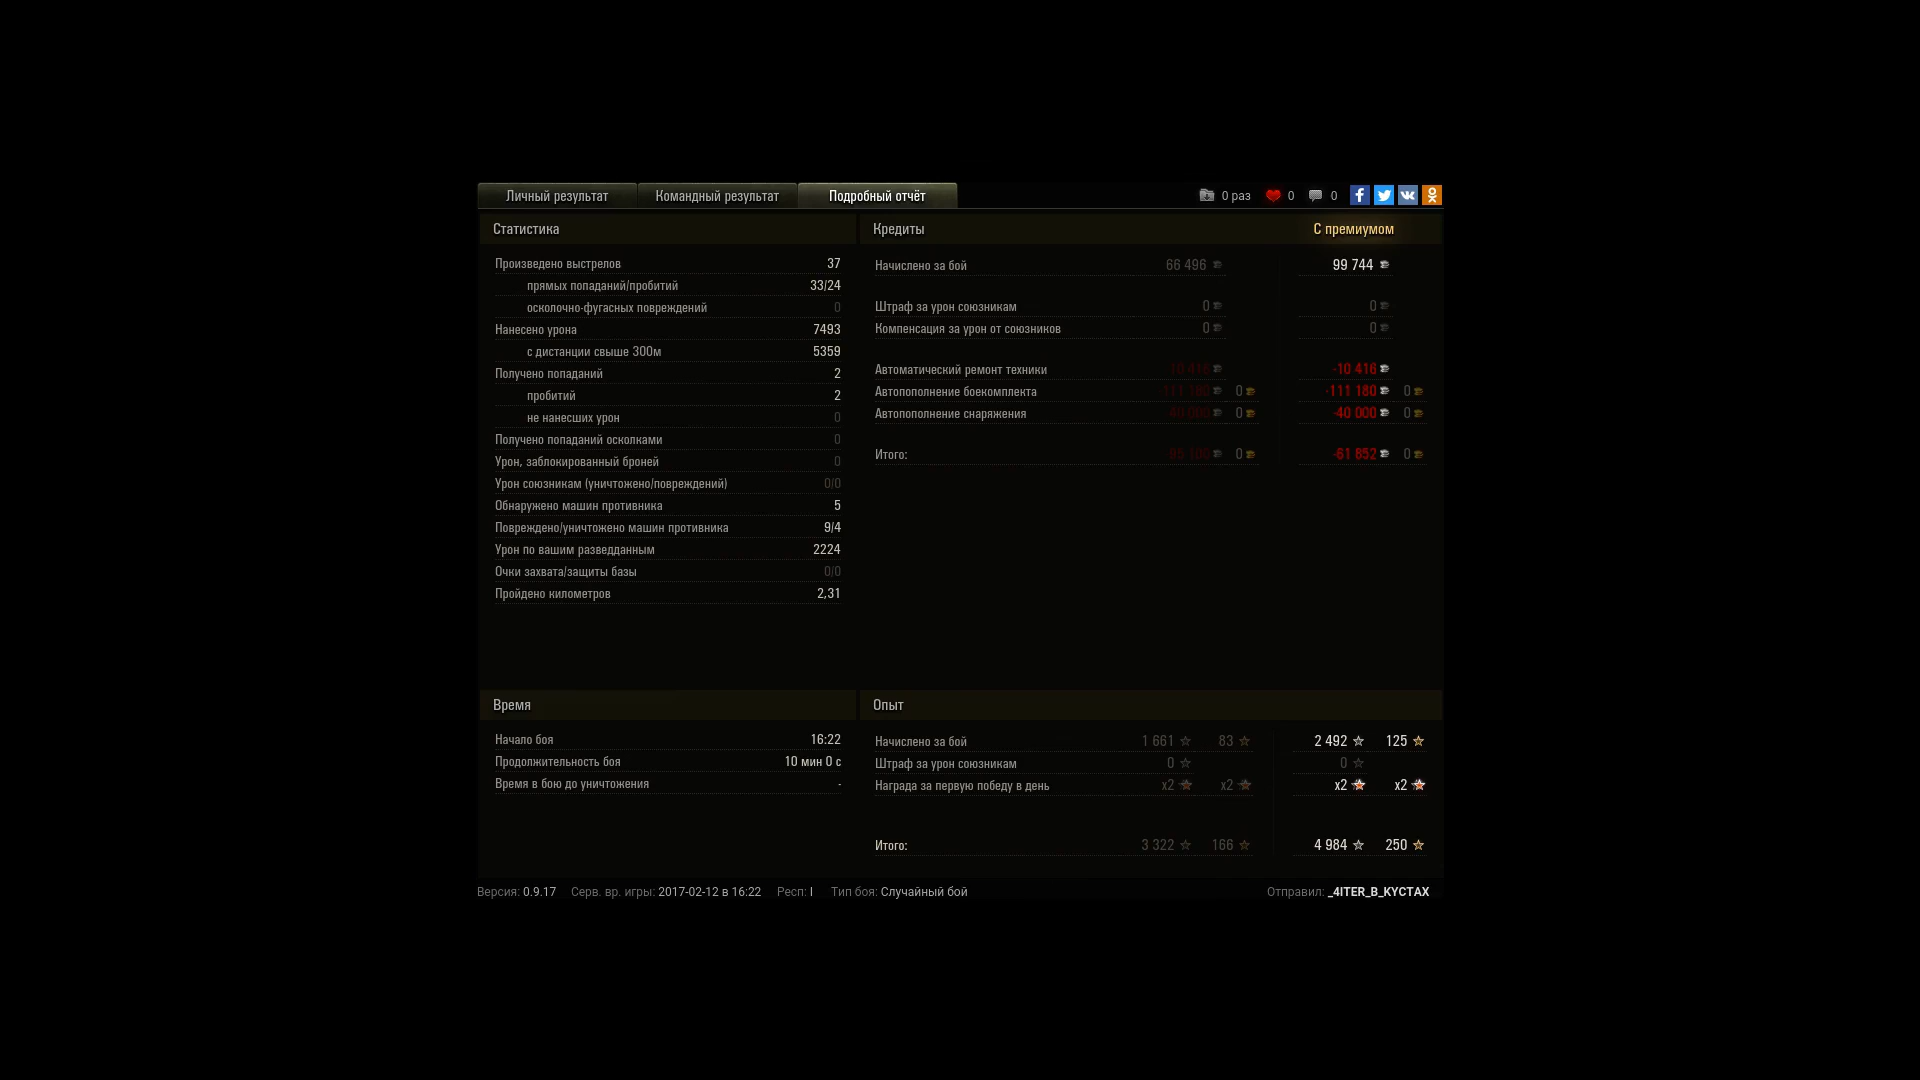 Личный результат Командный результат Подробный отчёт 0 раз 0 0
Статистика
Произведено выстрелов 37
прямых попаданий/пробитий 33/24
осколочно-фугасных повреждений 0
Нанесено урона 7493
с дистанции свыше 300м 5359
Получено попаданий 2
пробитий 2
не нанесших урон 0
Получено попаданий осколками 0
Урон, заблокированный броней 0
Урон союзникам (уничтожено/повреждений) 0/0
Обнаружено машин противника 5
Повреждено/уничтожено машин противника 9/4
Урон по вашим разведданным 2224
Очки захвата/защиты базы 0/0
Пройдено километров 2,31
Кредиты С премиумом
Начислено за бой 66 496 99 744
Штраф за урон союзникам 0 0
Компенсация за урон от союзников 0 0
Автоматический ремонт техники -10 416 -10 416
Автопополнение боекомплекта -111 180 0 -111 180 0
Автопополнение снаряжения -40 000 0 -40 000 0
Итого: -95 100 0 -61 852 0
Время
Начало боя 16:22
Продолжительность боя 10 мин 0 с
Время в бою до уничтожения -
Опыт
Начислено за бой 1 661 83 2 492 125
Штраф за урон союзникам 0 0
Награда за первую победу в день x2 x2 x2 x2
Итого: 3 322 166 4 984 250
Версия: 0.9.17 Серв. вр. игры: 2017-02-12 в 16:22 Респ: I Тип боя: Случайный бой Отправил: _4ITER_B_KYCTAX